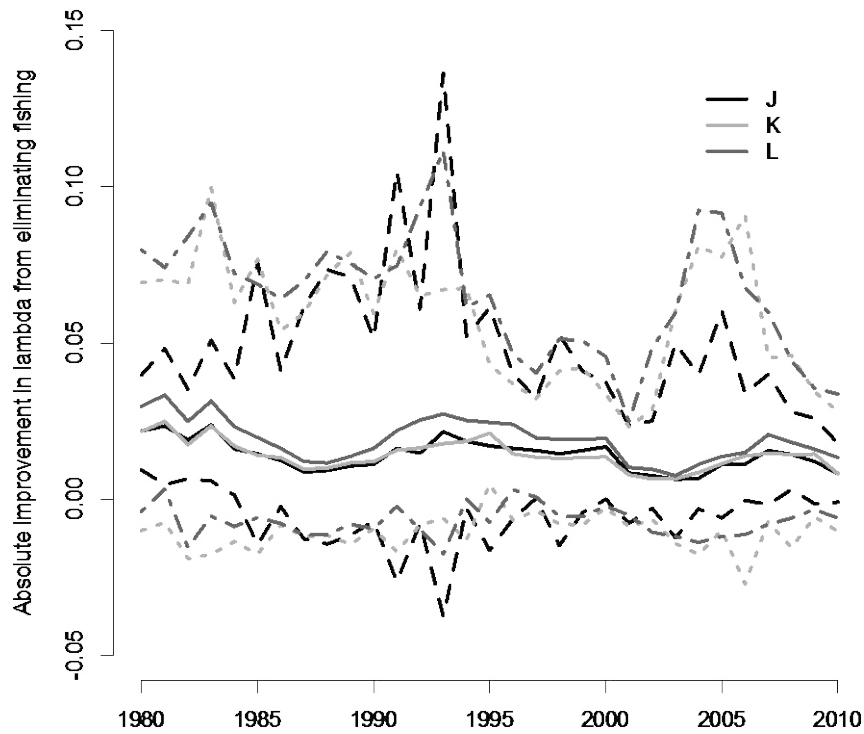 Absolute Improvement in lambda from eliminating fishing
0.15
0.10
0.05
0.00
-0.05
J
K
L
1980 1985 1990 1995 2000 2005 2010